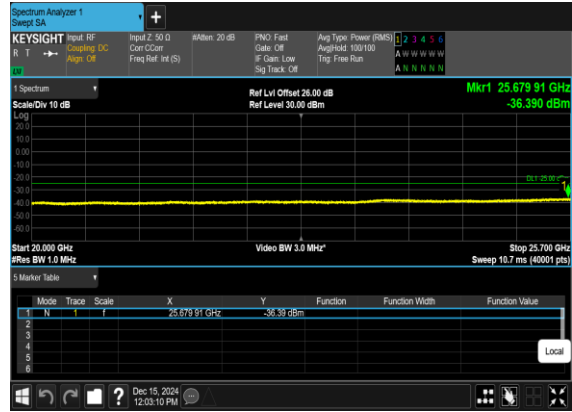 Spectrum Analyzer 1
Swept SA
+
KEYSIGHT Input: RF Input Z: 50 Ω #Atten: 20 dB PNO: Fast Avg Type: Power (RMS) 1 2 3 4 5 6
R T Coupling: DC Corr CCorr Gate: Off Avg|Hold: 100/100 A W W W W W
Align: Off Freq Ref: Int (S) IF Gain: Low Trig: Free Run
Sig Track: Off A N N N N N
1 Spectrum Ref Lvl Offset 26.00 dB Mkr1 25.679 91 GHz
Scale/Div 10 dB Ref Level 30.00 dBm -36.390 dBm
Log
20.0
10.0
0.00
-10.0
-20.0
-30.0
-40.0
-50.0
-60.0
1
Start 20.000 GHz Video BW 3.0 MHz* Stop 25.700 GHz
#Res BW 1.0 MHz Sweep 10.7 ms (40001 pts)
5 Marker Table
Mode Trace Scale X Y Function Function Width Function Value
1 N 1 f 25.679 91 GHz -36.39 dBm
2
3
4
5
6
Local
? Dec 15, 2024
12:03:10 PM